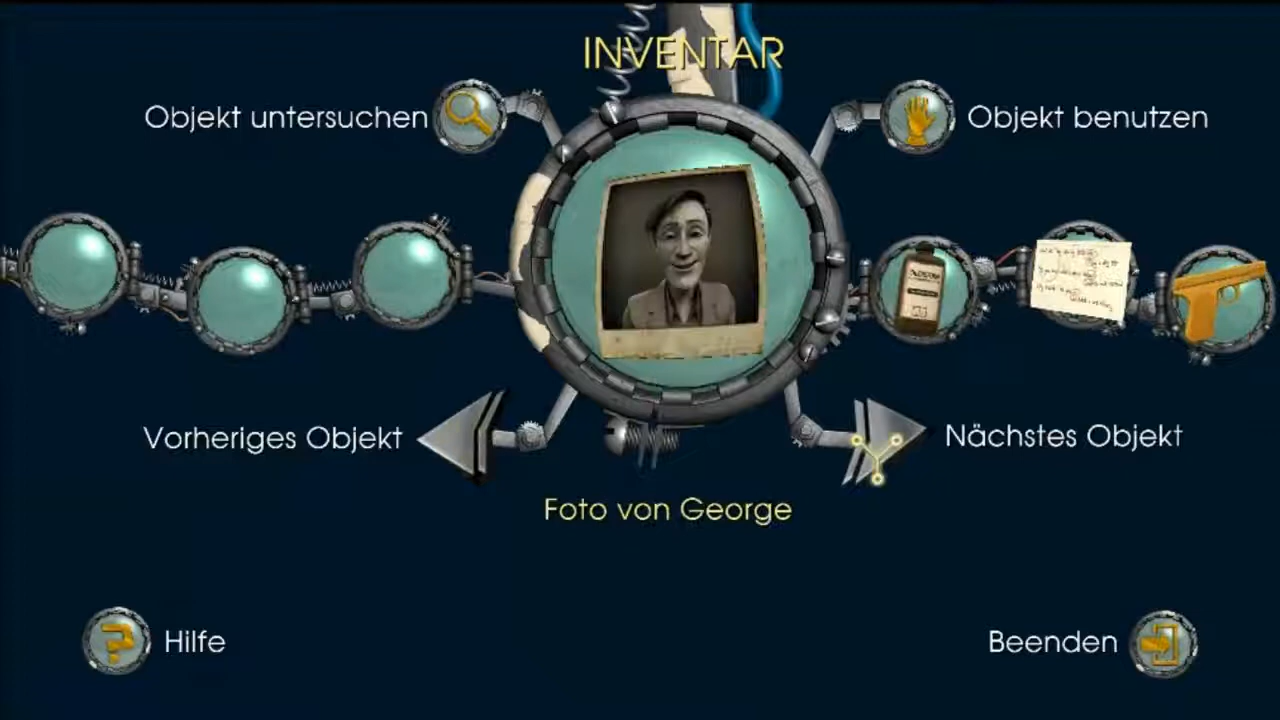 INVENTAR
Objekt untersuchen
Objekt benutzen
Vorheriges Objekt
Nächstes Objekt
Foto von George
Hilfe
Beenden